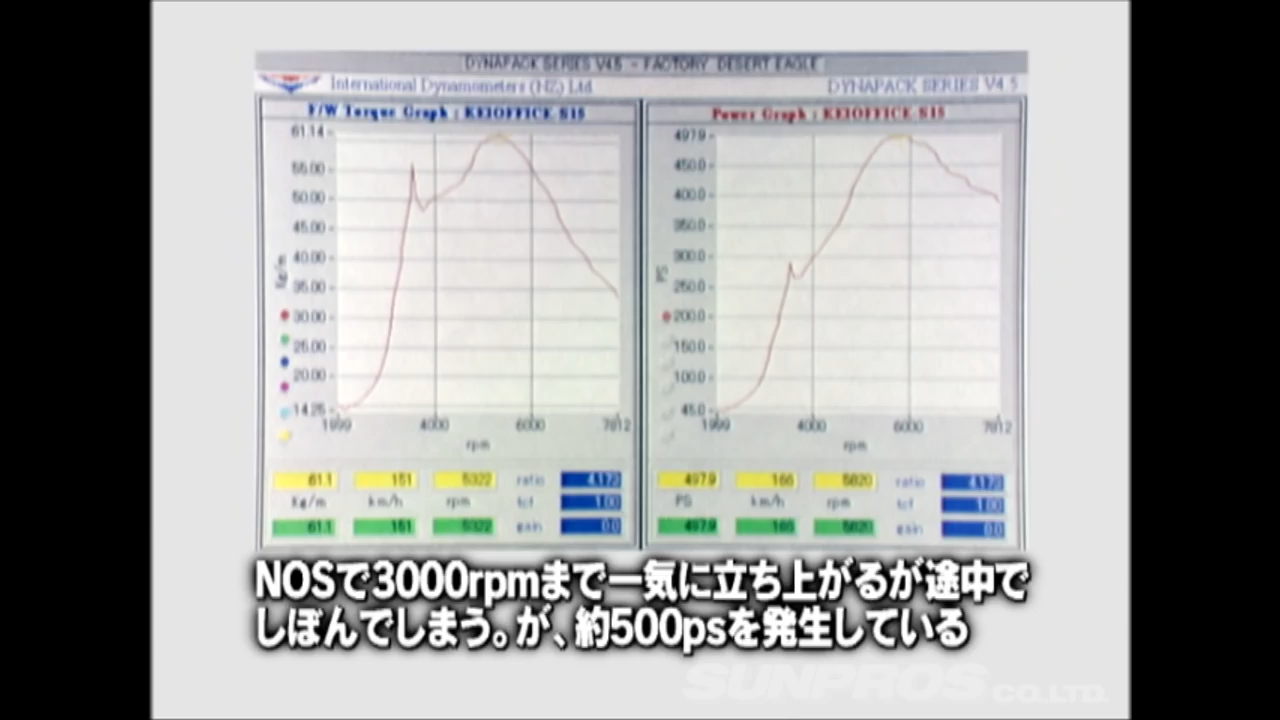 DYNAPACK SERIES V4.5 - FACTORY DESERT EAGLE
International Dynamometers (NZ) Ltd
DYNAPACK SERIES V4.5
F/W Torque Graph : KEIOFFICE S15
61.14
55.00
50.00
45.00
40.00
35.00
30.00
25.00
20.00
14.25
Kg/m
1999 4000 6000 7812
rpm
61.1 151 5322 ratio 4.173
Kg/m km/h rpm tcf 1.00
61.1 151 5322 gain 0.0
Power Graph : KEIOFFICE S15
497.9
450.0
400.0
350.0
300.0
250.0
200.0
150.0
100.0
45.0
PS
1999 4000 6000 7812
rpm
497.9 166 5820 ratio 4.173
PS km/h rpm tcf 1.00
497.9 166 5820 gain 0.0
NOSで3000rpmまで一気に立ち上がるが途中で
しぼんでしまう。が、約500psを発生している
SUNPROS CO.LTD.